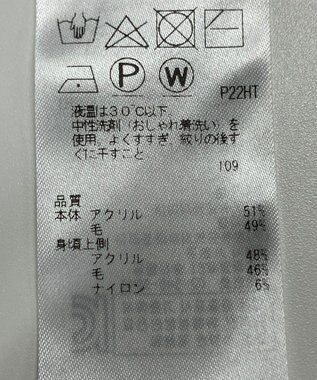 P W
P22HT
液温は30℃以下、
中性洗剤(おしゃれ着洗い)を
使用。よくすすぎ、絞りの後す
ぐに干すこと
109
品質
本体 アクリル 51%
毛 49%
身頃上側
アクリル 48%
毛 46%
ナイロン 6%